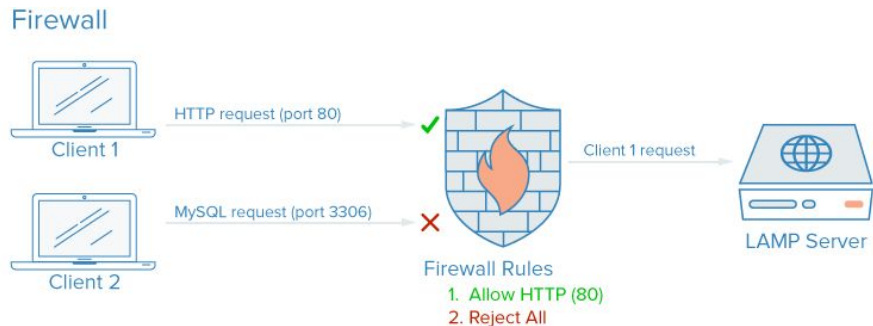 Firewall
HTTP request (port 80)
Client 1
Client 1 request
MySQL request (port 3306)
Client 2
LAMP Server
Firewall Rules
1. Allow HTTP (80)
2. Reject All